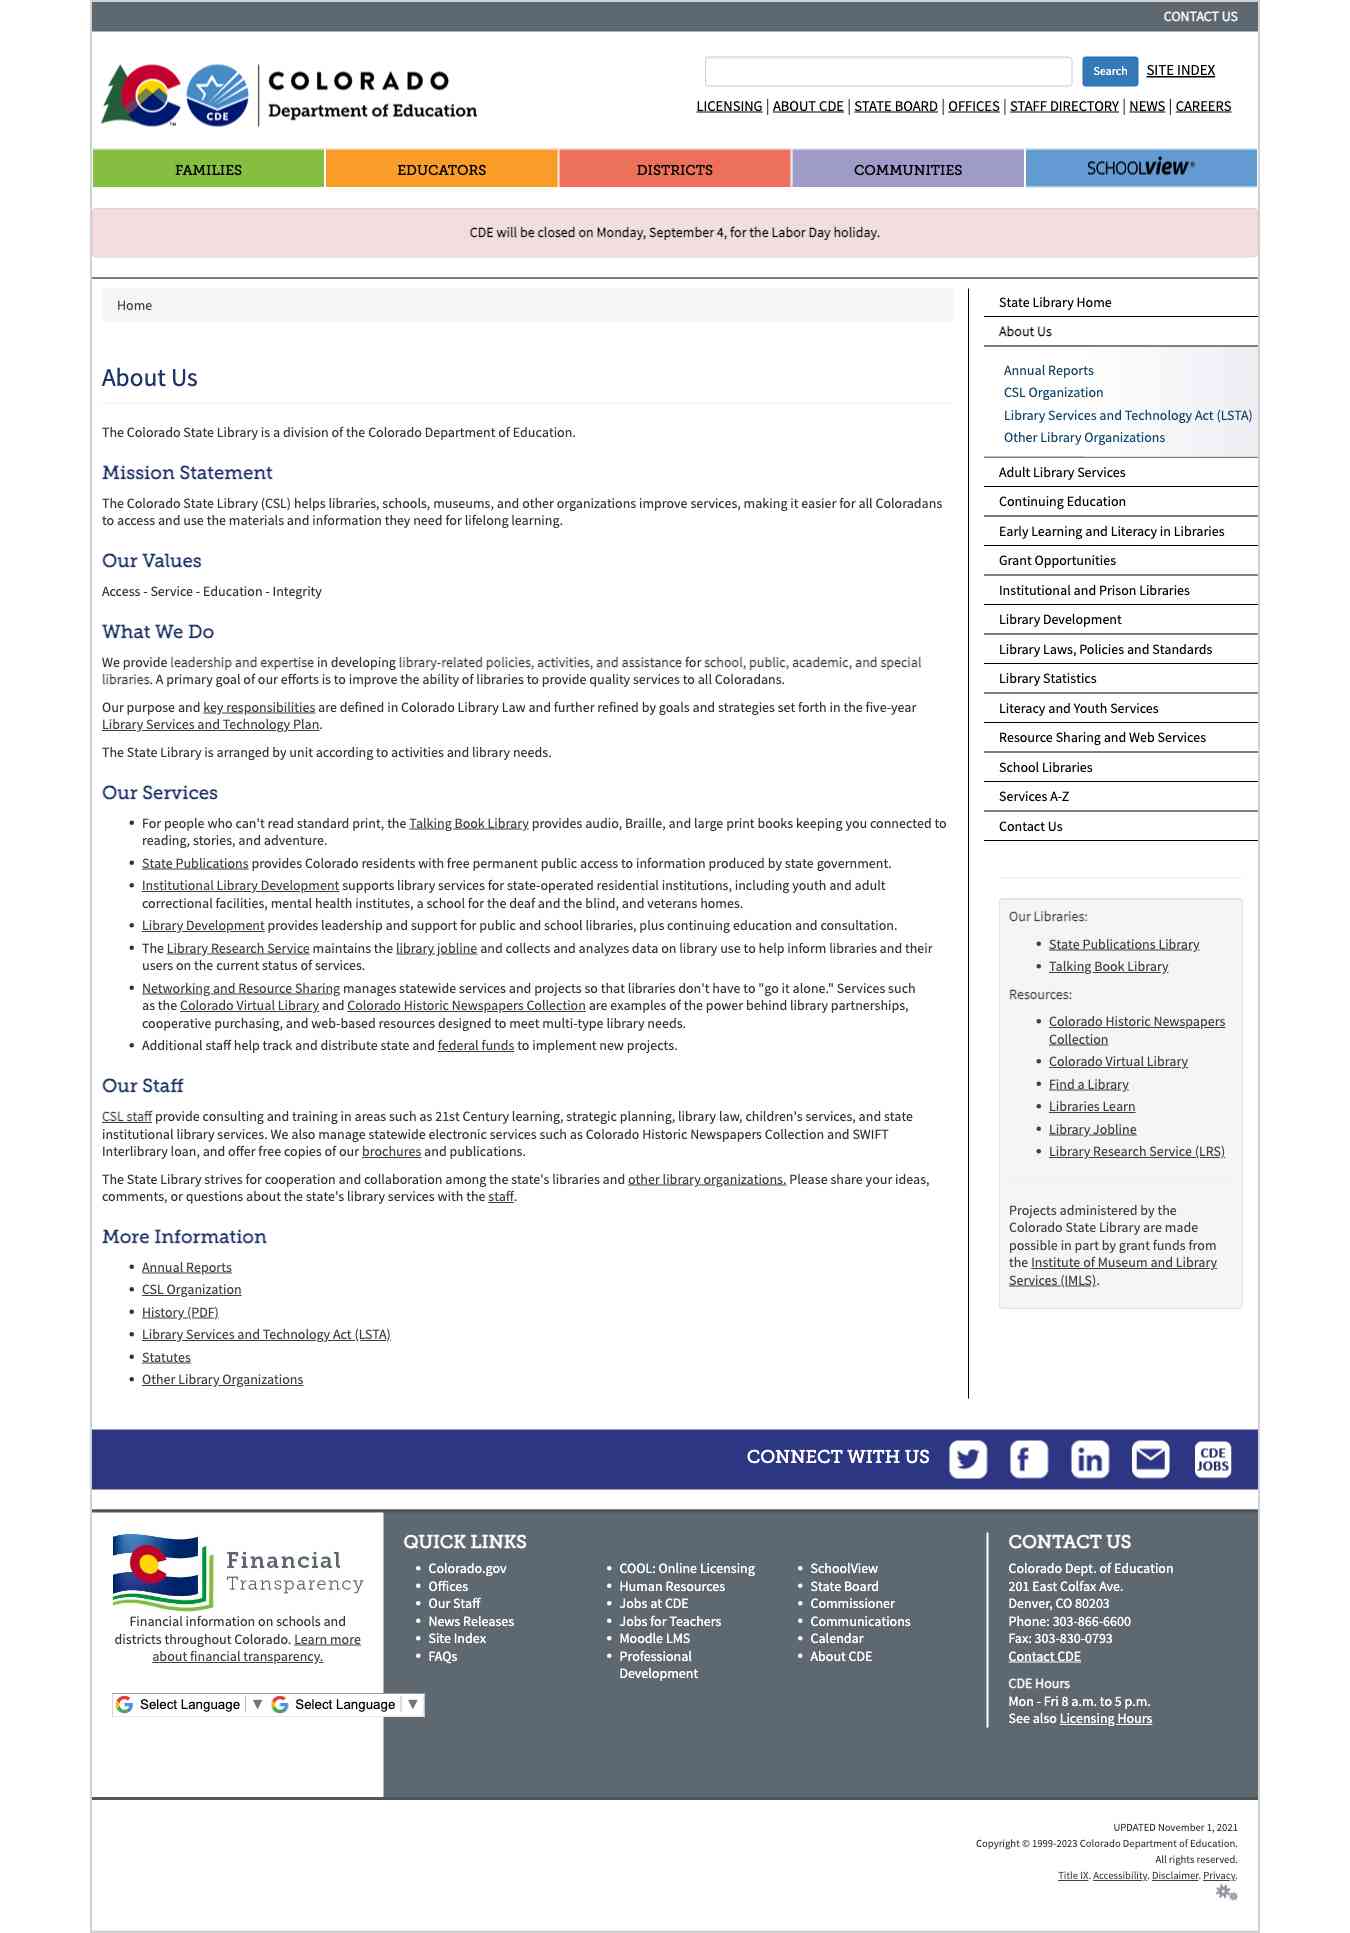 CONTACT US
COLORADO
Department of Education
CDE
TM
Search
SITE INDEX
LICENSING | ABOUT CDE | STATE BOARD | OFFICES | STAFF DIRECTORY | NEWS | CAREERS
FAMILIES
EDUCATORS
DISTRICTS
COMMUNITIES
SCHOOLVIEW®
CDE will be closed on Monday, September 4, for the Labor Day holiday.
Home
About Us
The Colorado State Library is a division of the Colorado Department of Education.
Mission Statement
The Colorado State Library (CSL) helps libraries, schools, museums, and other organizations improve services, making it easier for all Coloradans
to access and use the materials and information they need for lifelong learning.
Our Values
Access - Service - Education - Integrity
What We Do
We provide leadership and expertise in developing library-related policies, activities, and assistance for school, public, academic, and special
libraries. A primary goal of our efforts is to improve the ability of libraries to provide quality services to all Coloradans.
Our purpose and key responsibilities are defined in Colorado Library Law and further refined by goals and strategies set forth in the five-year
Library Services and Technology Plan.
The State Library is arranged by unit according to activities and library needs.
Our Services
• For people who can't read standard print, the Talking Book Library provides audio, Braille, and large print books keeping you connected to
reading, stories, and adventure.
• State Publications provides Colorado residents with free permanent public access to information produced by state government.
• Institutional Library Development supports library services for state-operated residential institutions, including youth and adult
correctional facilities, mental health institutes, a school for the deaf and the blind, and veterans homes.
• Library Development provides leadership and support for public and school libraries, plus continuing education and consultation.
• The Library Research Service maintains the library jobline and collects and analyzes data on library use to help inform libraries and their
users on the current status of services.
• Networking and Resource Sharing manages statewide services and projects so that libraries don't have to "go it alone." Services such
as the Colorado Virtual Library and Colorado Historic Newspapers Collection are examples of the power behind library partnerships,
cooperative purchasing, and web-based resources designed to meet multi-type library needs.
• Additional staff help track and distribute state and federal funds to implement new projects.
Our Staff
CSL staff provide consulting and training in areas such as 21st Century learning, strategic planning, library law, children's services, and state
institutional library services. We also manage statewide electronic services such as Colorado Historic Newspapers Collection and SWIFT
Interlibrary loan, and offer free copies of our brochures and publications.
The State Library strives for cooperation and collaboration among the state's libraries and other library organizations. Please share your ideas,
comments, or questions about the state's library services with the staff.
More Information
• Annual Reports
• CSL Organization
• History (PDF)
• Library Services and Technology Act (LSTA)
• Statutes
• Other Library Organizations
State Library Home
About Us
Annual Reports
CSL Organization
Library Services and Technology Act (LSTA)
Other Library Organizations
Adult Library Services
Continuing Education
Early Learning and Literacy in Libraries
Grant Opportunities
Institutional and Prison Libraries
Library Development
Library Laws, Policies and Standards
Library Statistics
Literacy and Youth Services
Resource Sharing and Web Services
School Libraries
Services A-Z
Contact Us
Our Libraries:
• State Publications Library
• Talking Book Library
Resources:
• Colorado Historic Newspapers
Collection
• Colorado Virtual Library
• Find a Library
• Libraries Learn
• Library Jobline
• Library Research Service (LRS)
Projects administered by the
Colorado State Library are made
possible in part by grant funds from
the Institute of Museum and Library
Services (IMLS).
CONNECT WITH US
CDE
JOBS
Financial
Transparency
Financial information on schools and
districts throughout Colorado. Learn more
about financial transparency.
Select Language ▼
Select Language ▼
QUICK LINKS
• Colorado.gov
• Offices
• Our Staff
• News Releases
• Site Index
• FAQs
• COOL: Online Licensing
• Human Resources
• Jobs at CDE
• Jobs for Teachers
• Moodle LMS
• Professional
Development
• SchoolView
• State Board
• Commissioner
• Communications
• Calendar
• About CDE
CONTACT US
Colorado Dept. of Education
201 East Colfax Ave.
Denver, CO 80203
Phone: 303-866-6600
Fax: 303-830-0793
Contact CDE
CDE Hours
Mon - Fri 8 a.m. to 5 p.m.
See also Licensing Hours
UPDATED November 1, 2021
Copyright © 1999-2023 Colorado Department of Education.
All rights reserved.
Title IX. Accessibility. Disclaimer. Privacy.